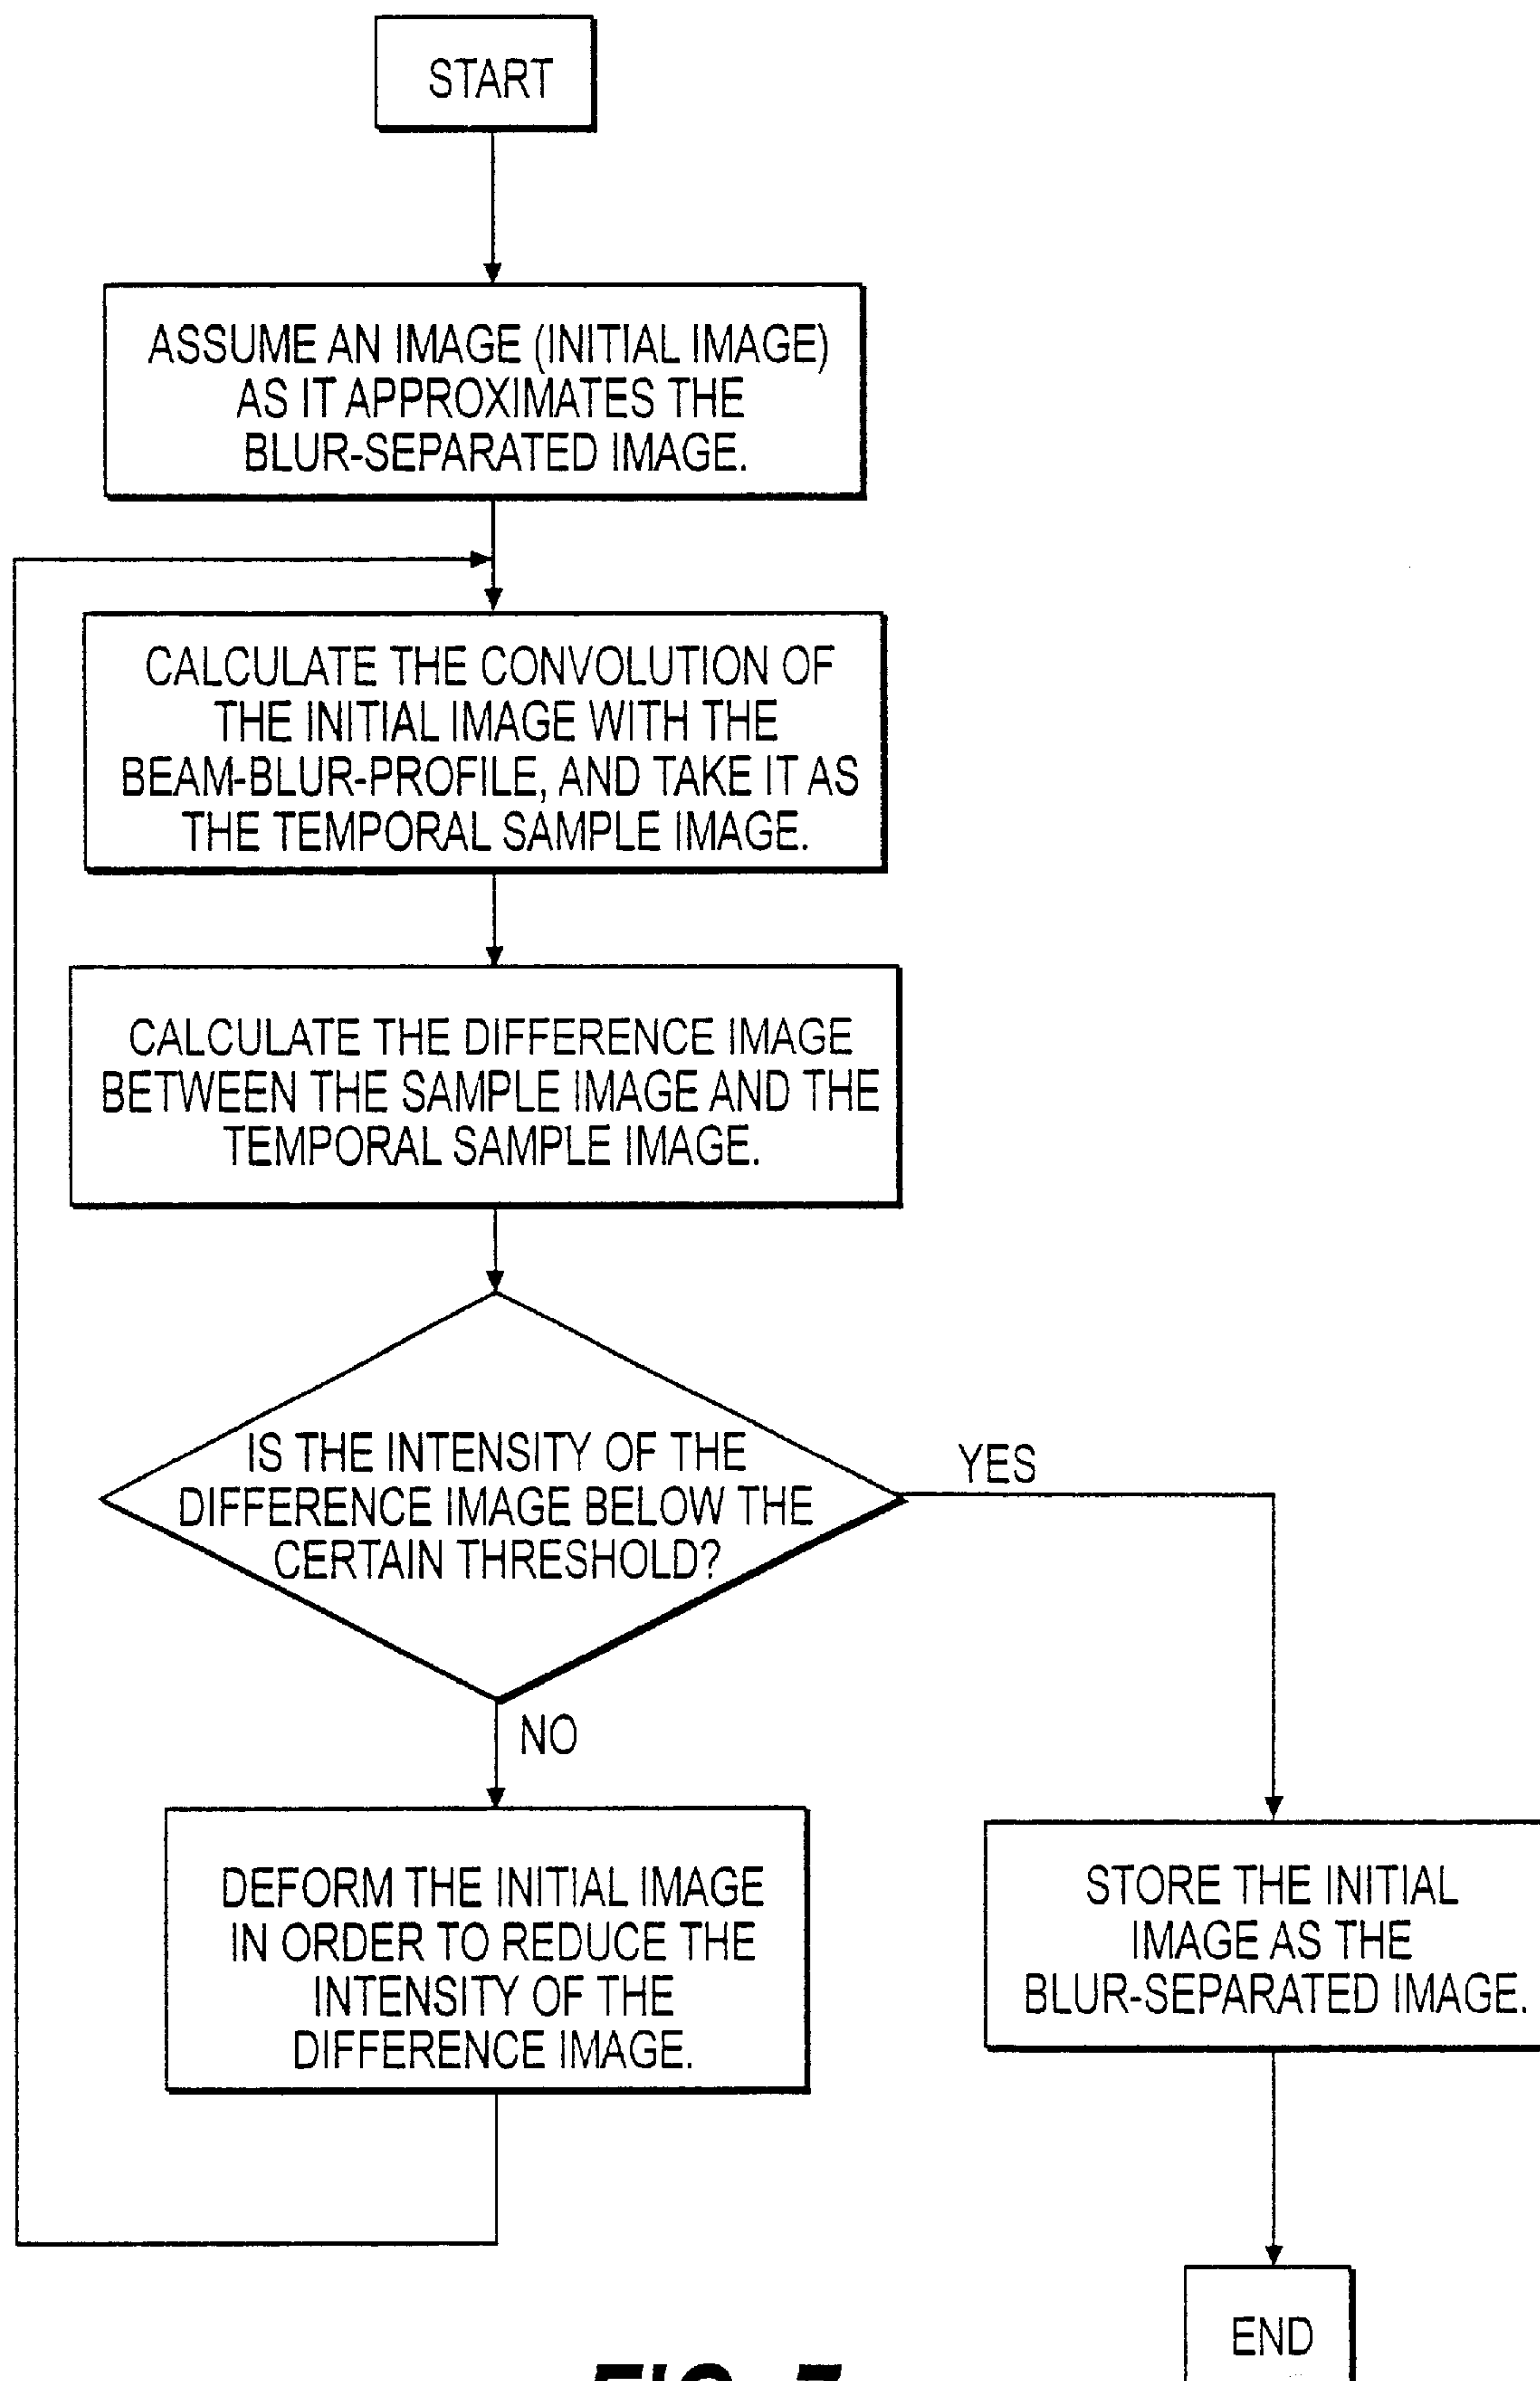 START
ASSUME AN IMAGE (INITIAL IMAGE)
AS IT APPROXIMATES THE
BLUR-SEPARATED IMAGE.
CALCULATE THE CONVOLUTION OF
THE INITIAL IMAGE WITH THE
BEAM-BLUR-PROFILE, AND TAKE IT AS
THE TEMPORAL SAMPLE IMAGE.
CALCULATE THE DIFFERENCE IMAGE
BETWEEN THE SAMPLE IMAGE AND THE
TEMPORAL SAMPLE IMAGE.
IS THE INTENSITY OF THE
DIFFERENCE IMAGE BELOW THE
CERTAIN THRESHOLD?
YES
NO
DEFORM THE INITIAL IMAGE
IN ORDER TO REDUCE THE
INTENSITY OF THE
DIFFERENCE IMAGE.
STORE THE INITIAL
IMAGE AS THE
BLUR-SEPARATED IMAGE.
END